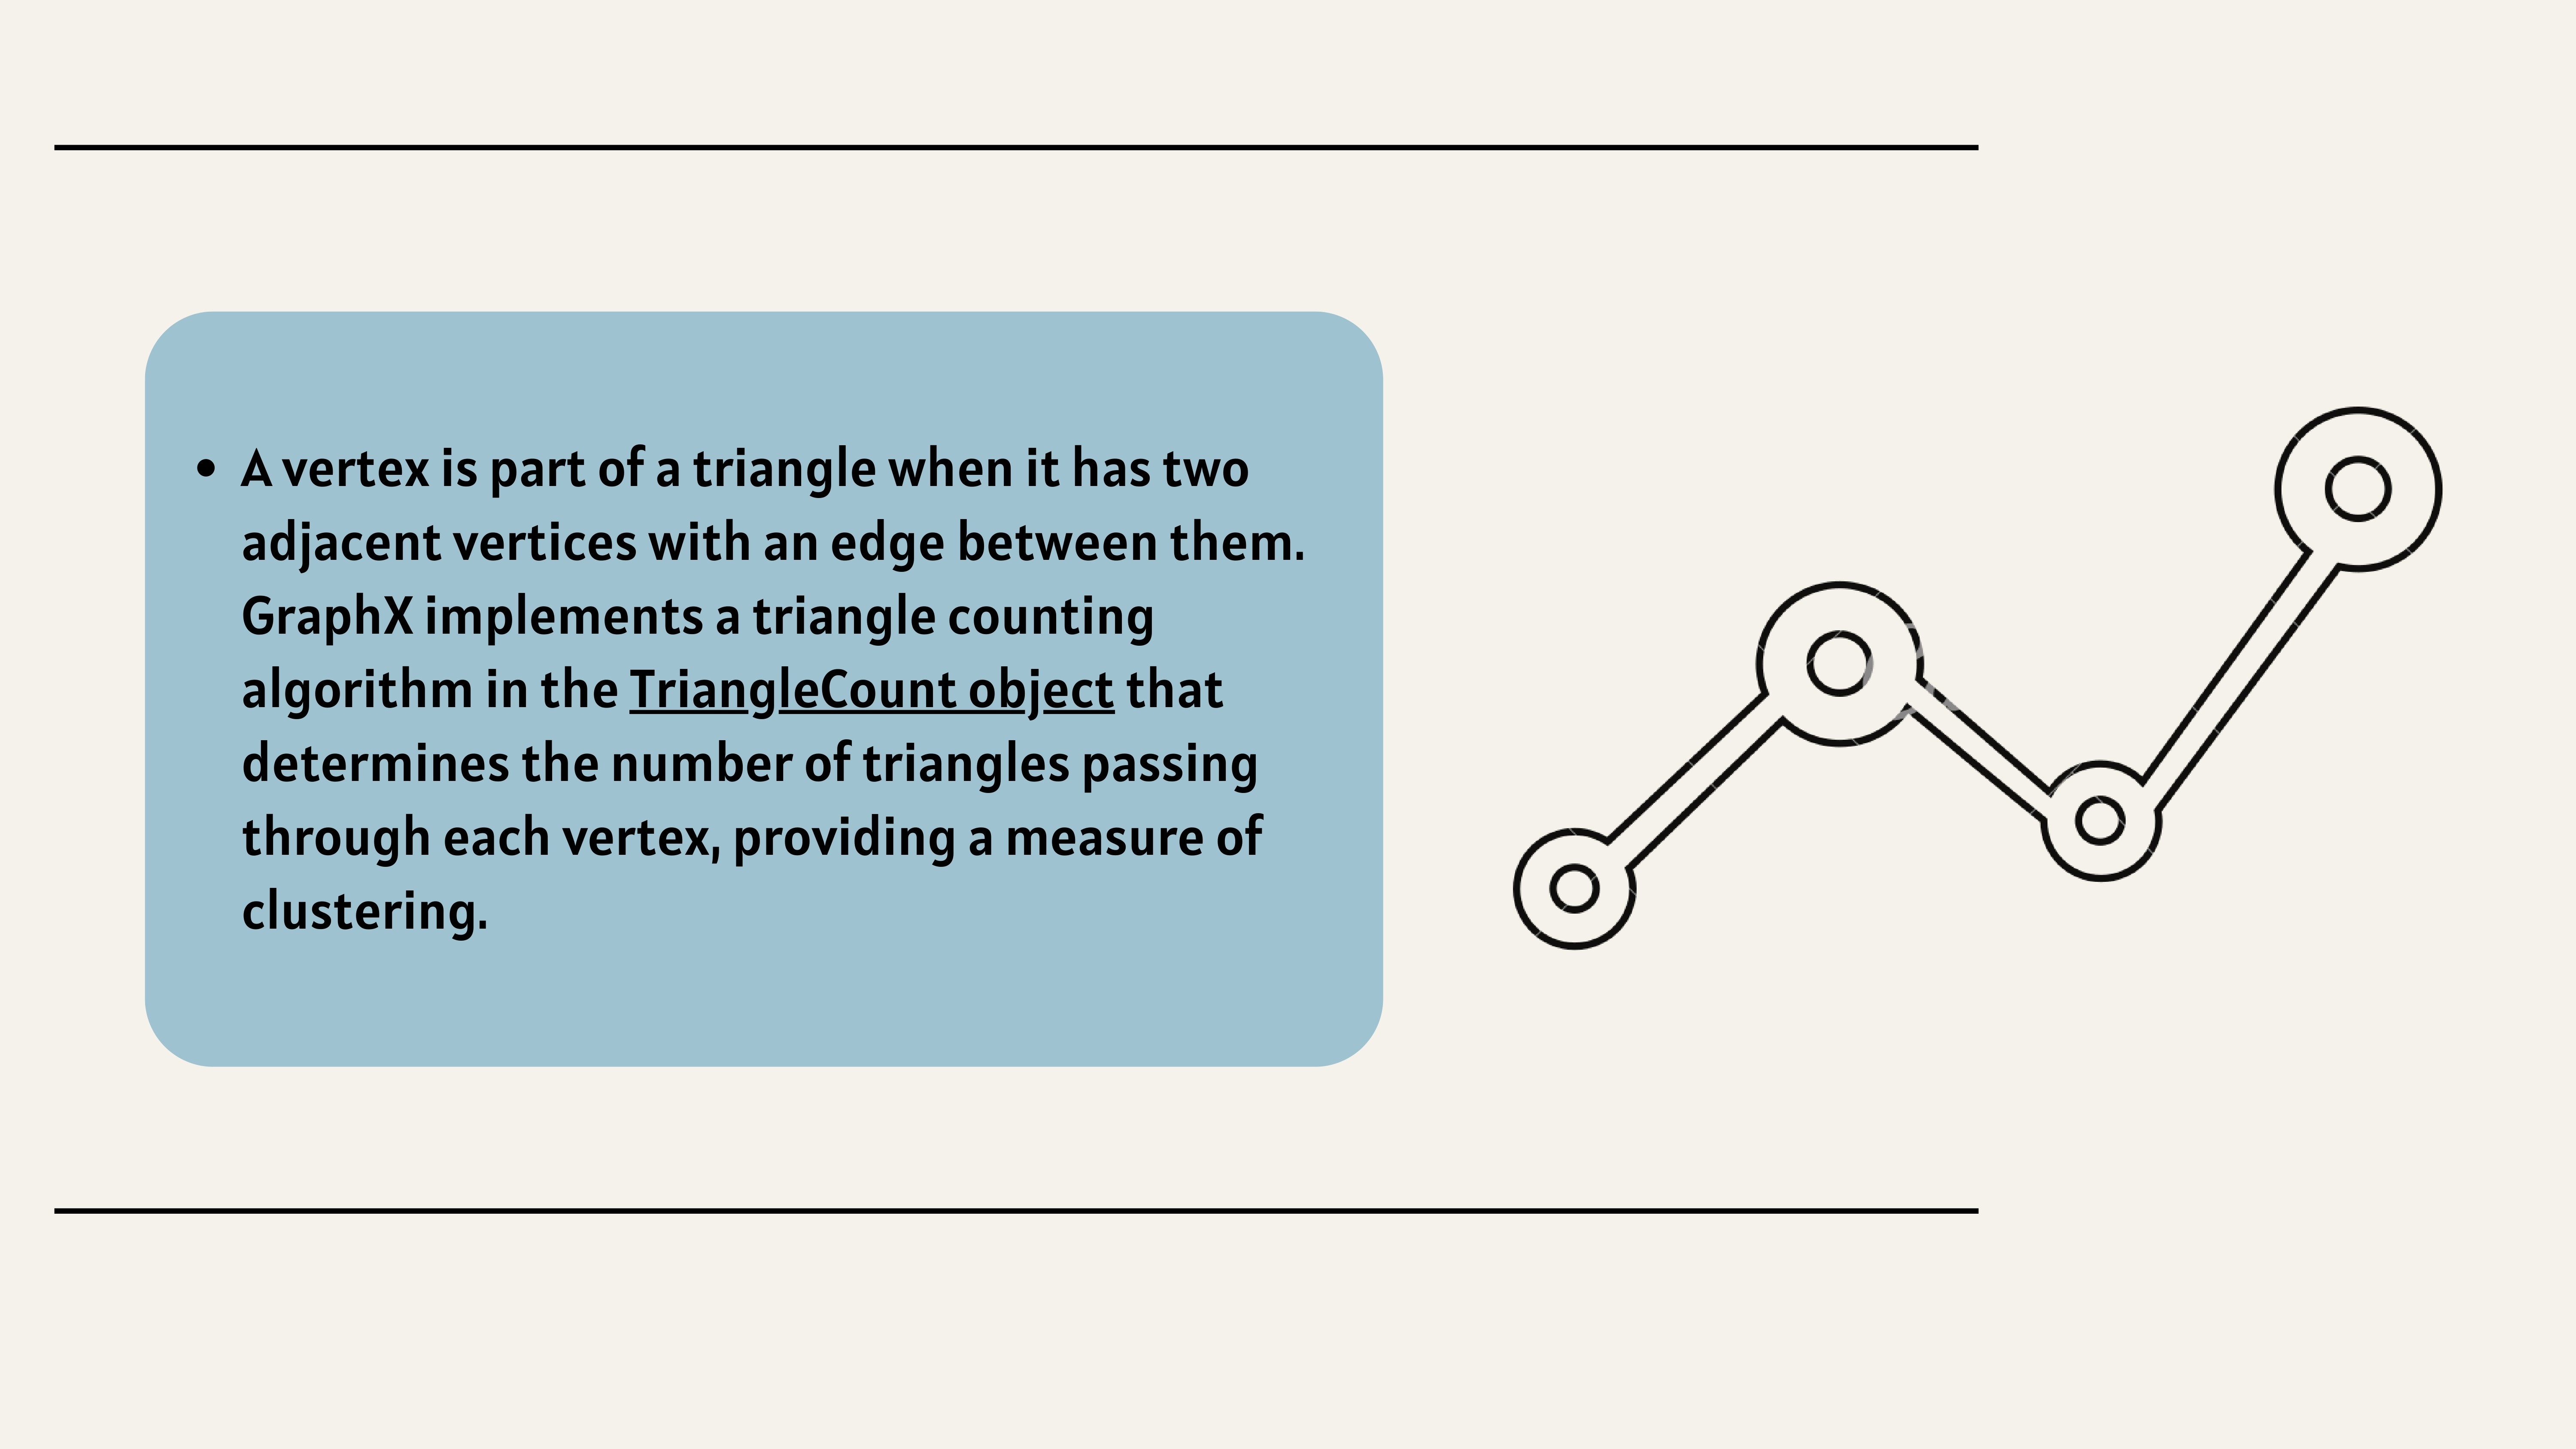 • A vertex is part of a triangle when it has two
adjacent vertices with an edge between them.
GraphX implements a triangle counting
algorithm in the TriangleCount object that
determines the number of triangles passing
through each vertex, providing a measure of
clustering.